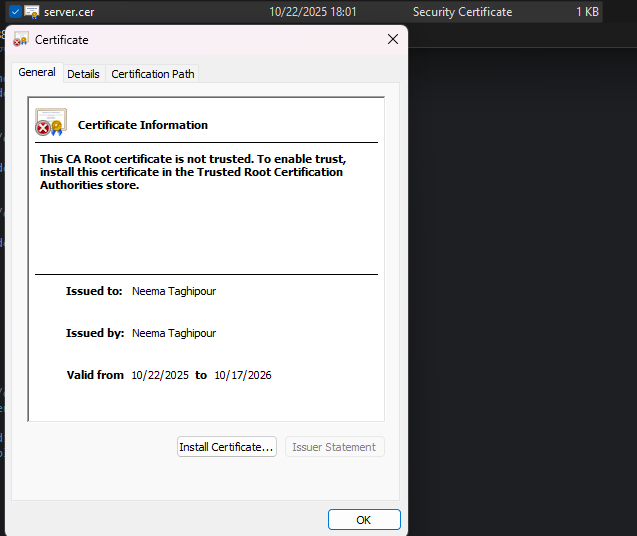 server.cer 10/22/2025 18:01 Security Certificate 1 KB
Certificate
General Details Certification Path
Certificate Information
This CA Root certificate is not trusted. To enable trust,
install this certificate in the Trusted Root Certification
Authorities store.
Issued to: Neema Taghipour
Issued by: Neema Taghipour
Valid from 10/22/2025 to 10/17/2026
Install Certificate... Issuer Statement
OK